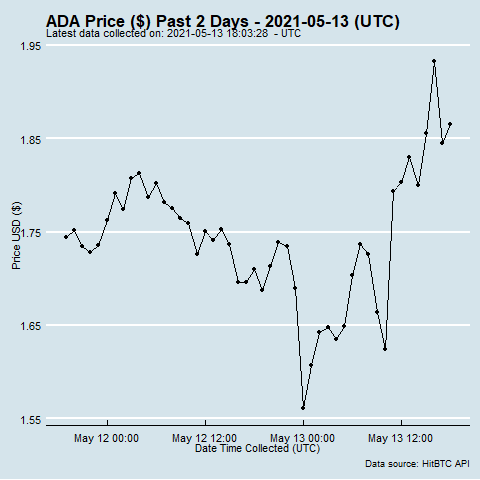 ADA Price ($) Past 2 Days - 2021-05-13 (UTC)
Latest data collected on: 2021-05-13 18:03:28 - UTC
1.95
1.85
1.75
1.65
1.55
Price USD ($)
May 12 00:00 May 12 12:00 May 13 00:00 May 13 12:00
Date Time Collected (UTC)
Data source: HitBTC API